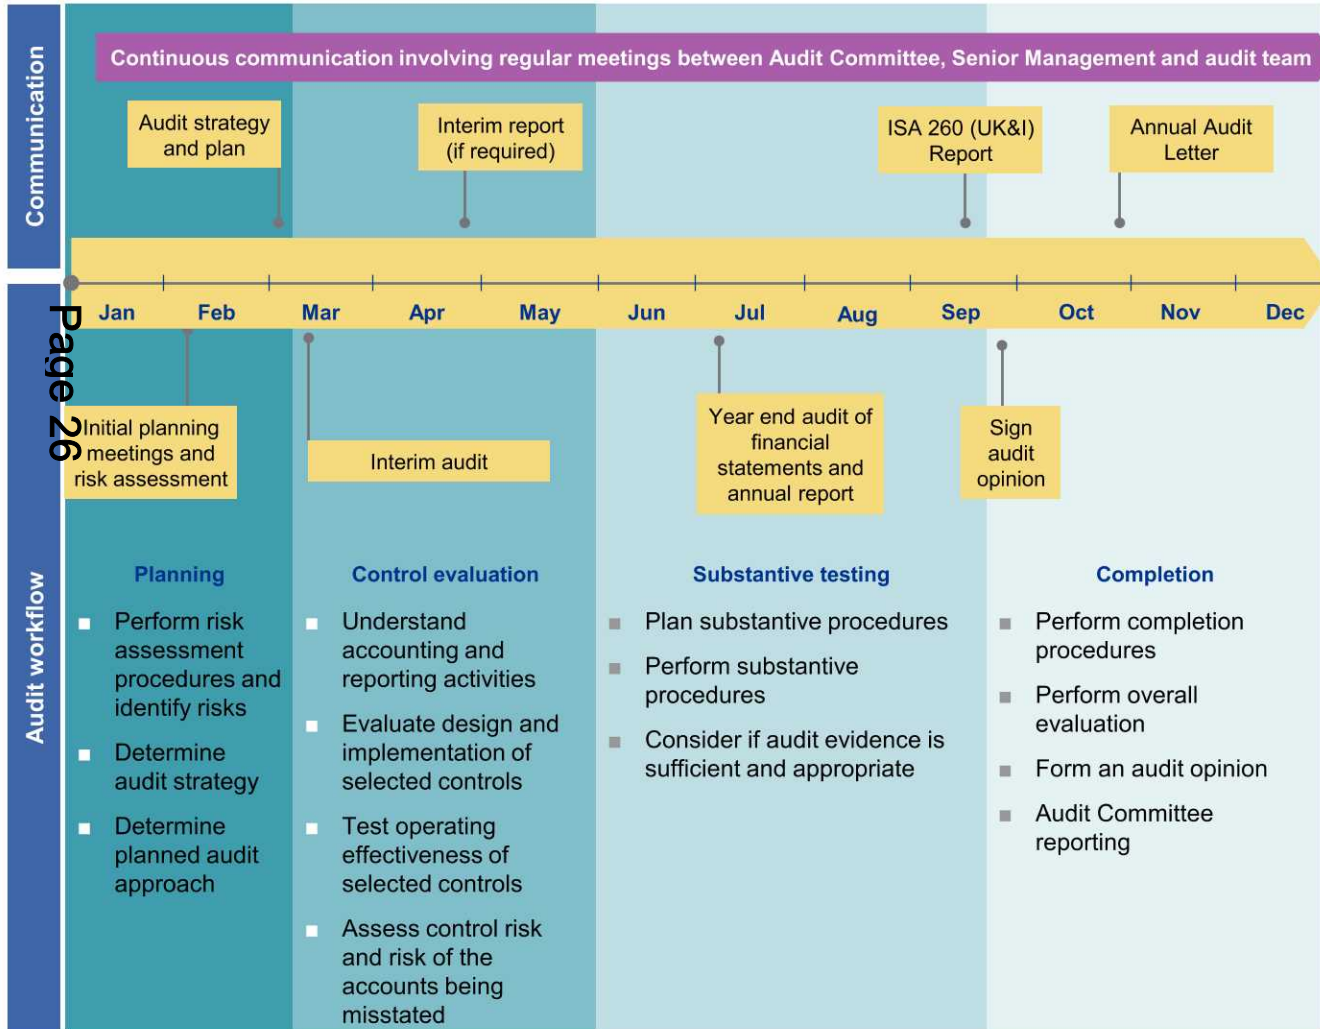 Communication
Continuous communication involving regular meetings between Audit Committee, Senior Management and audit team
Audit strategy
and plan
Interim report
(if required)
ISA 260 (UK&I)
Report
Annual Audit
Letter
Jan Feb Mar Apr May Jun Jul Aug Sep Oct Nov Dec
Page 26
Audit workflow
Initial planning
meetings and
risk assessment
Interim audit
Year end audit of
financial
statements and
annual report
Sign
audit
opinion
Planning
Perform risk
assessment
procedures and
identify risks
Determine
audit strategy
Determine
planned audit
approach
Control evaluation
Understand
accounting and
reporting activities
Evaluate design and
implementation of
selected controls
Test operating
effectiveness of
selected controls
Assess control risk
and risk of the
accounts being
misstated
Substantive testing
Plan substantive procedures
Perform substantive
procedures
Consider if audit evidence is
sufficient and appropriate
Completion
Perform completion
procedures
Perform overall
evaluation
Form an audit opinion
Audit Committee
reporting